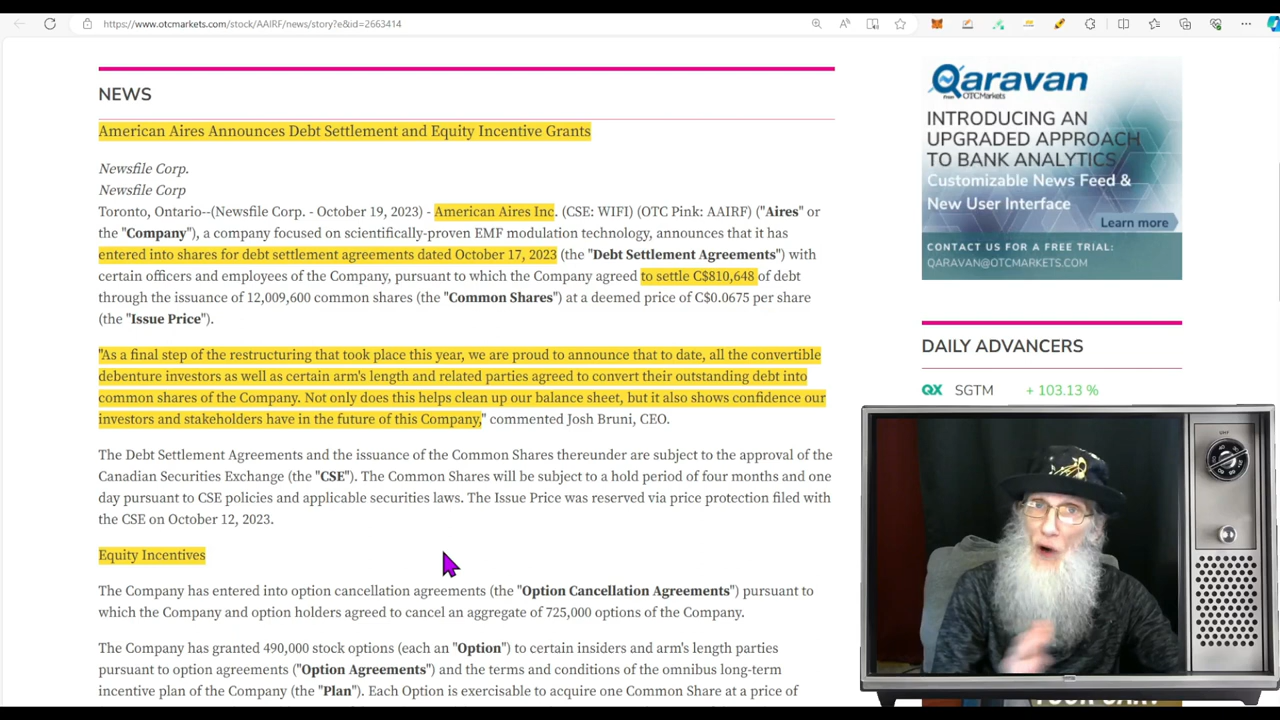 https://www.otcmarkets.com/stock/AAIRF/news/story?e&id=2663414
NEWS
American Aires Announces Debt Settlement and Equity Incentive Grants
Newsfile Corp.
Newsfile Corp
Toronto, Ontario--(Newsfile Corp. - October 19, 2023) - American Aires Inc. (CSE: WIFI) (OTC Pink: AAIRF) ("Aires" or
the "Company"), a company focused on scientifically-proven EMF modulation technology, announces that it has
entered into shares for debt settlement agreements dated October 17, 2023 (the "Debt Settlement Agreements") with
certain officers and employees of the Company, pursuant to which the Company agreed to settle C$810,648 of debt
through the issuance of 12,009,600 common shares (the "Common Shares") at a deemed price of C$0.0675 per share
(the "Issue Price").
"As a final step of the restructuring that took place this year, we are proud to announce that to date, all the convertible
debenture investors as well as certain arm's length and related parties agreed to convert their outstanding debt into
common shares of the Company. Not only does this helps clean up our balance sheet, but it also shows confidence our
investors and stakeholders have in the future of this Company," commented Josh Bruni, CEO.
The Debt Settlement Agreements and the issuance of the Common Shares thereunder are subject to the approval of the
Canadian Securities Exchange (the "CSE"). The Common Shares will be subject to a hold period of four months and one
day pursuant to CSE policies and applicable securities laws. The Issue Price was reserved via price protection filed with
the CSE on October 12, 2023.
Equity Incentives
The Company has entered into option cancellation agreements (the "Option Cancellation Agreements") pursuant to
which the Company and option holders agreed to cancel an aggregate of 725,000 options of the Company.
The Company has granted 490,000 stock options (each an "Option") to certain insiders and arm's length parties
pursuant to option agreements ("Option Agreements") and the terms and conditions of the omnibus long-term
incentive plan of the Company (the "Plan"). Each Option is exercisable to acquire one Common Share at a price of
Qaravan
From OTCMarkets
INTRODUCING AN
UPGRADED APPROACH
TO BANK ANALYTICS
Customizable News Feed &
New User Interface
Learn more
CONTACT US FOR A FREE TRIAL:
QARAVAN@OTCMARKETS.COM
DAILY ADVANCERS
QX SGTM + 103.13 %